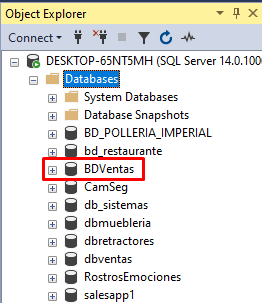 Object Explorer
Connect
DESKTOP-65NT5MH (SQL Server 14.0.100
Databases
System Databases
Database Snapshots
BD_POLLERIA_IMPERIAL
bd_restaurante
BDVentas
CamSeg
db_sistemas
dbmuebleria
dbretractores
dbventas
RostrosEmociones
salesapp1